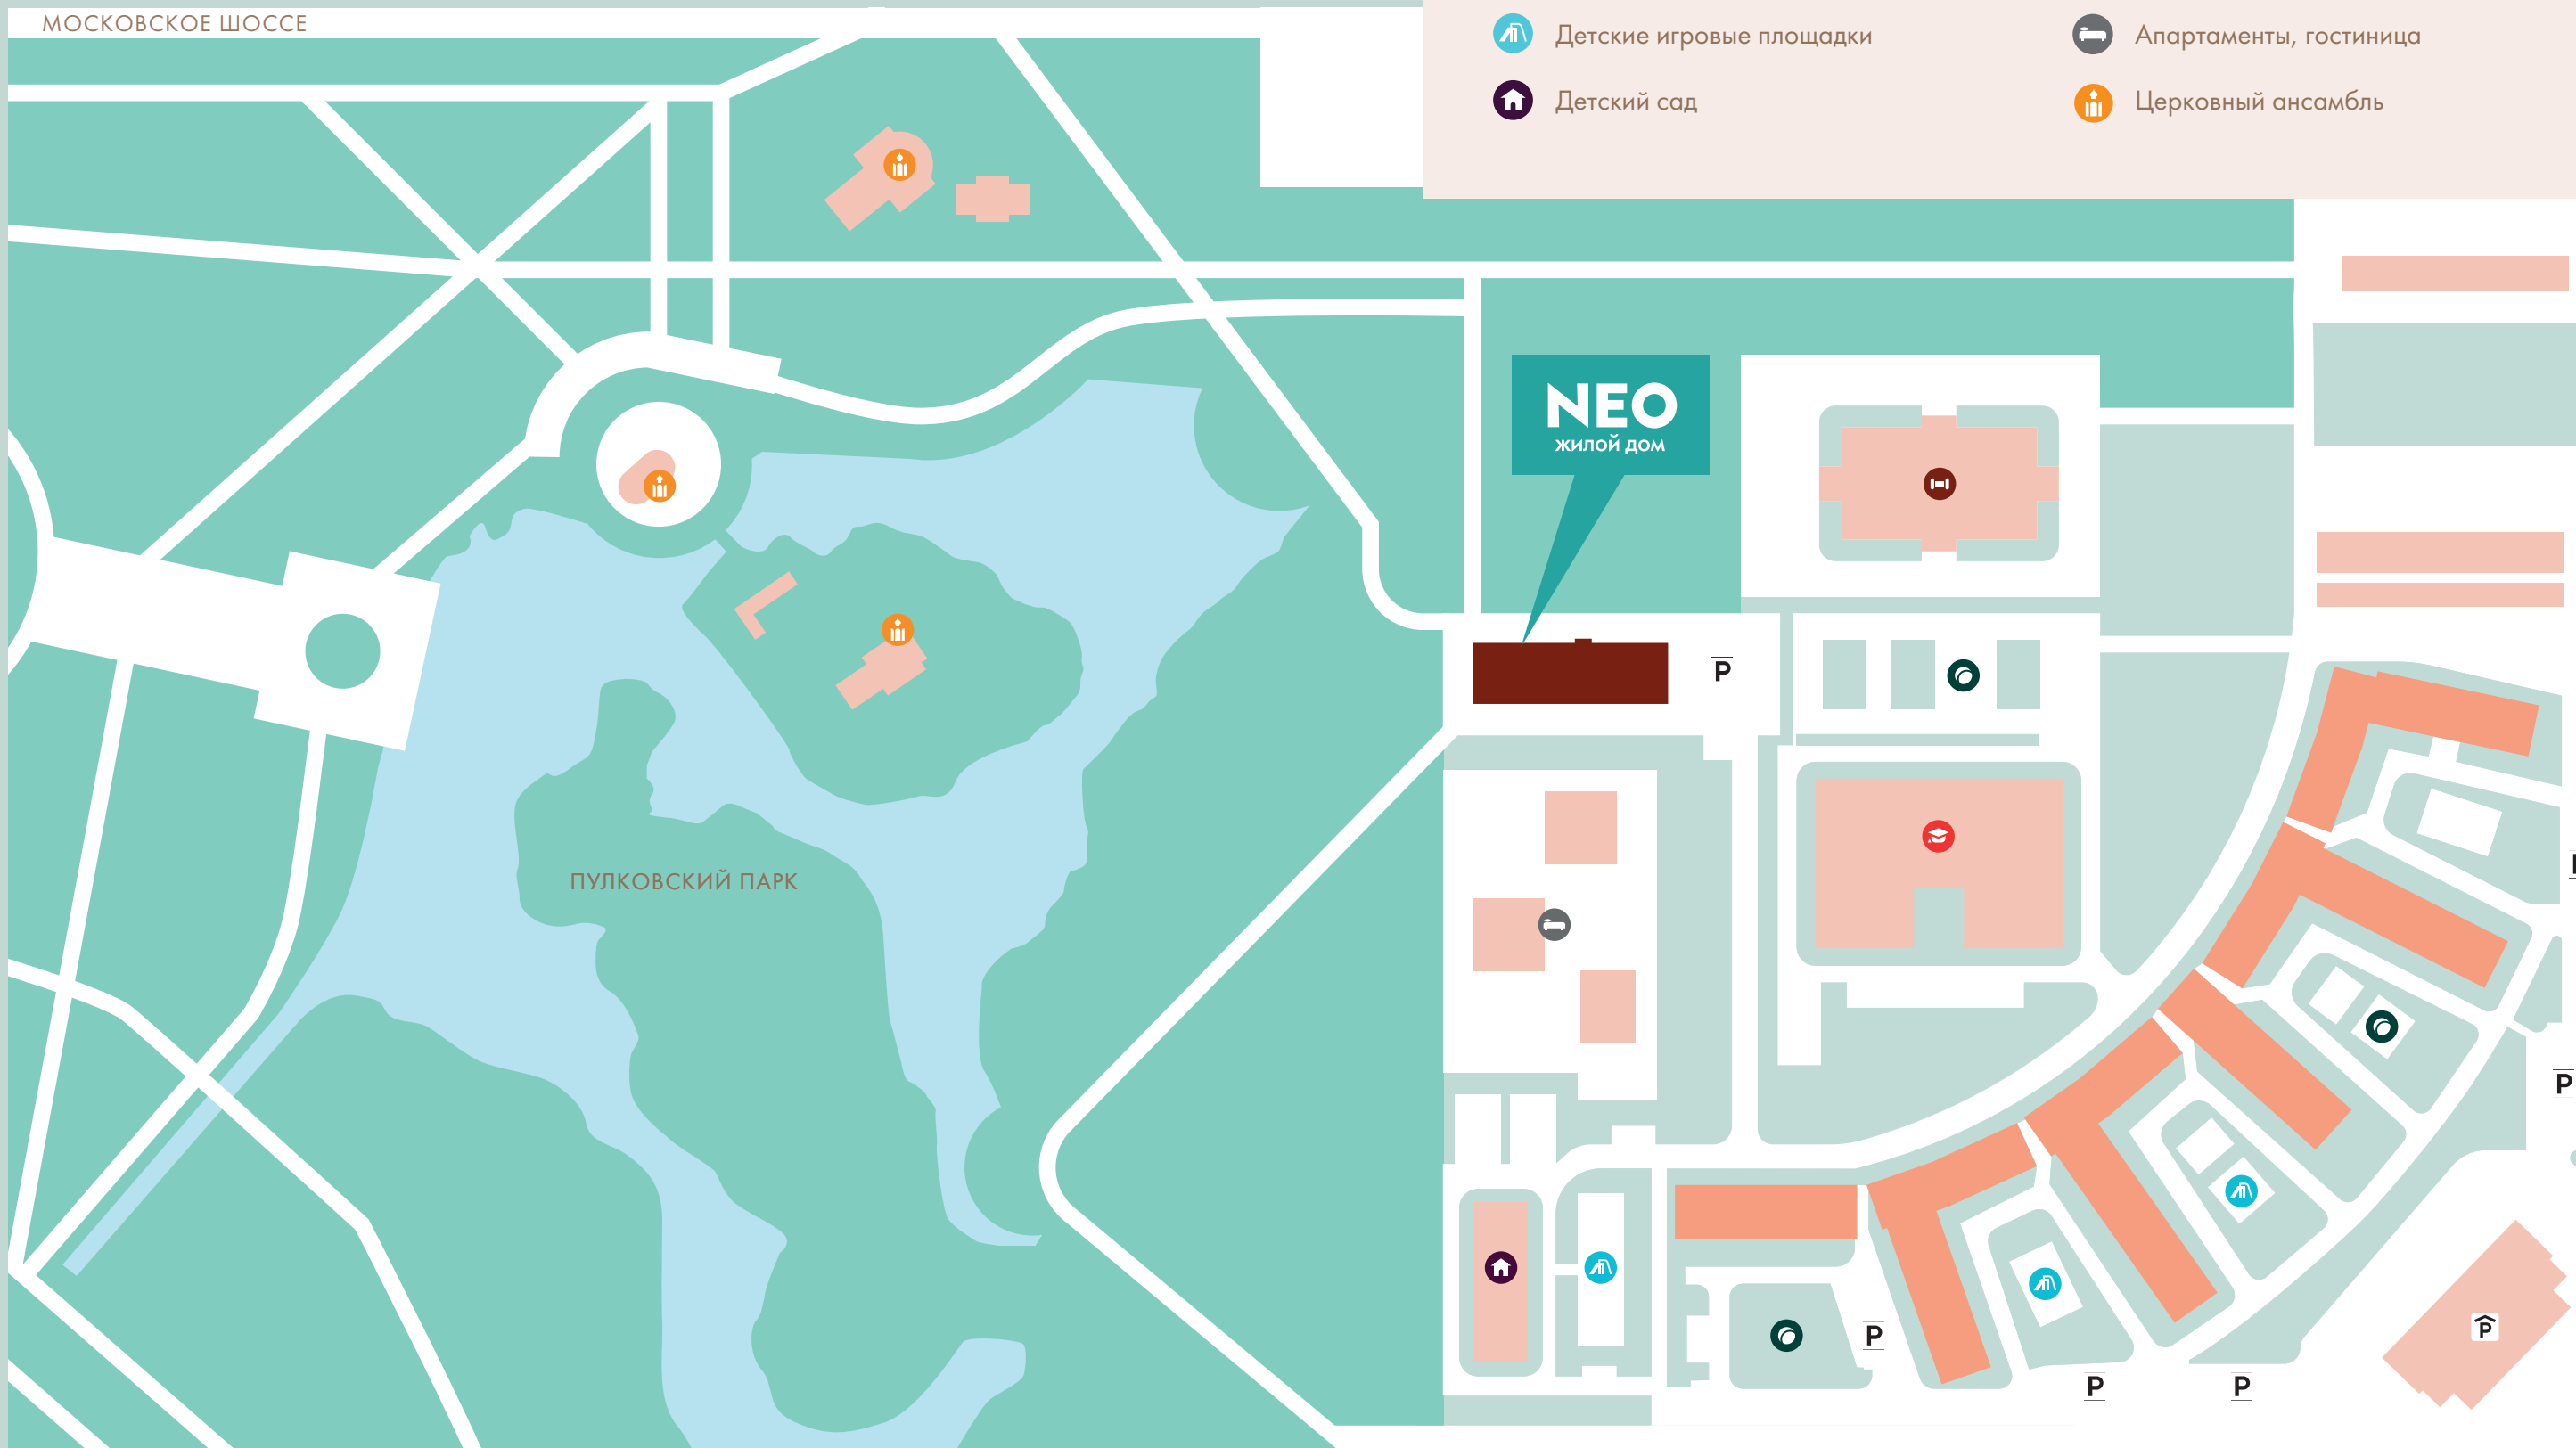 МОСКОВСКОЕ ШОССЕ
Детские игровые площадки
Апартаменты, гостиница
Детский сад
Церковный ансамбль
NEO
ЖИЛОЙ ДОМ
P
ПУЛКОВСКИЙ ПАРК
P
P
P
P
P